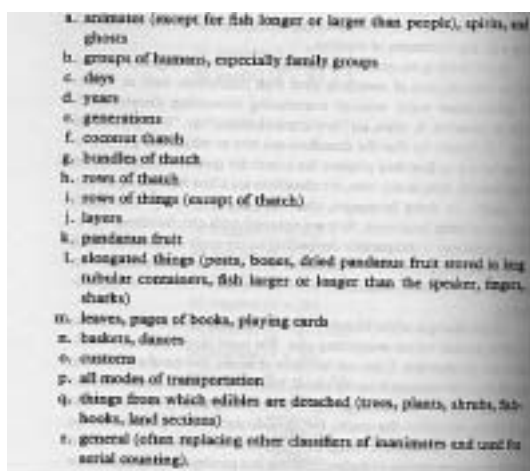 a. animates (except for fish longer or larger than people), spirits, and
ghosts
b. groups of humans, especially family groups
c. days
d. years
e. generations
f. coconut thatch
g. bundles of thatch
h. rows of thatch
i. rows of things (except of thatch)
j. layers
k. pandanus fruit
l. elongated things (posts, bones, dried pandanus fruit stored in long
tubular containers, fish larger or longer than the speaker, fingers,
sharks)
m. leaves, pages of books, playing cards
n. baskets, dances
o. customs
p. all modes of transportation
q. things from which edibles are detached (trees, plants, shrubs, fish-
hooks, land sections)
r. general (often replacing other classifiers of inanimates and used for
serial counting).